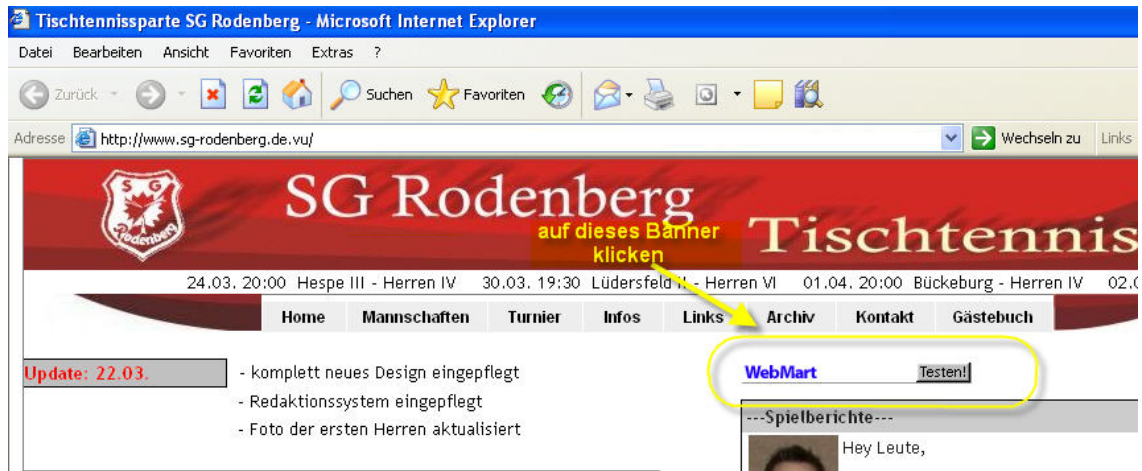 Tischtennissparte SG Rodenberg - Microsoft Internet Explorer
Datei Bearbeiten Ansicht Favoriten Extras ?
Zurück Suchen Favoriten
Adresse http://www.sg-rodenberg.de.vu/ Wechseln zu Links
S G
Rodenberg
SG Rodenberg
Tischtennis
auf dieses Banner
klicken
24.03. 20:00 Hespe III - Herren IV 30.03. 19:30 Lüdersfeld II - Herren VI 01.04. 20:00 Bückeburg - Herren IV 02.0
Home Mannschaften Turnier Infos Links Archiv Kontakt Gästebuch
Update: 22.03. - komplett neues Design eingepflegt
WebMart Testen!
- Redaktionssystem eingepflegt
- Foto der ersten Herren aktualisiert
---Spielberichte---
Hey Leute,